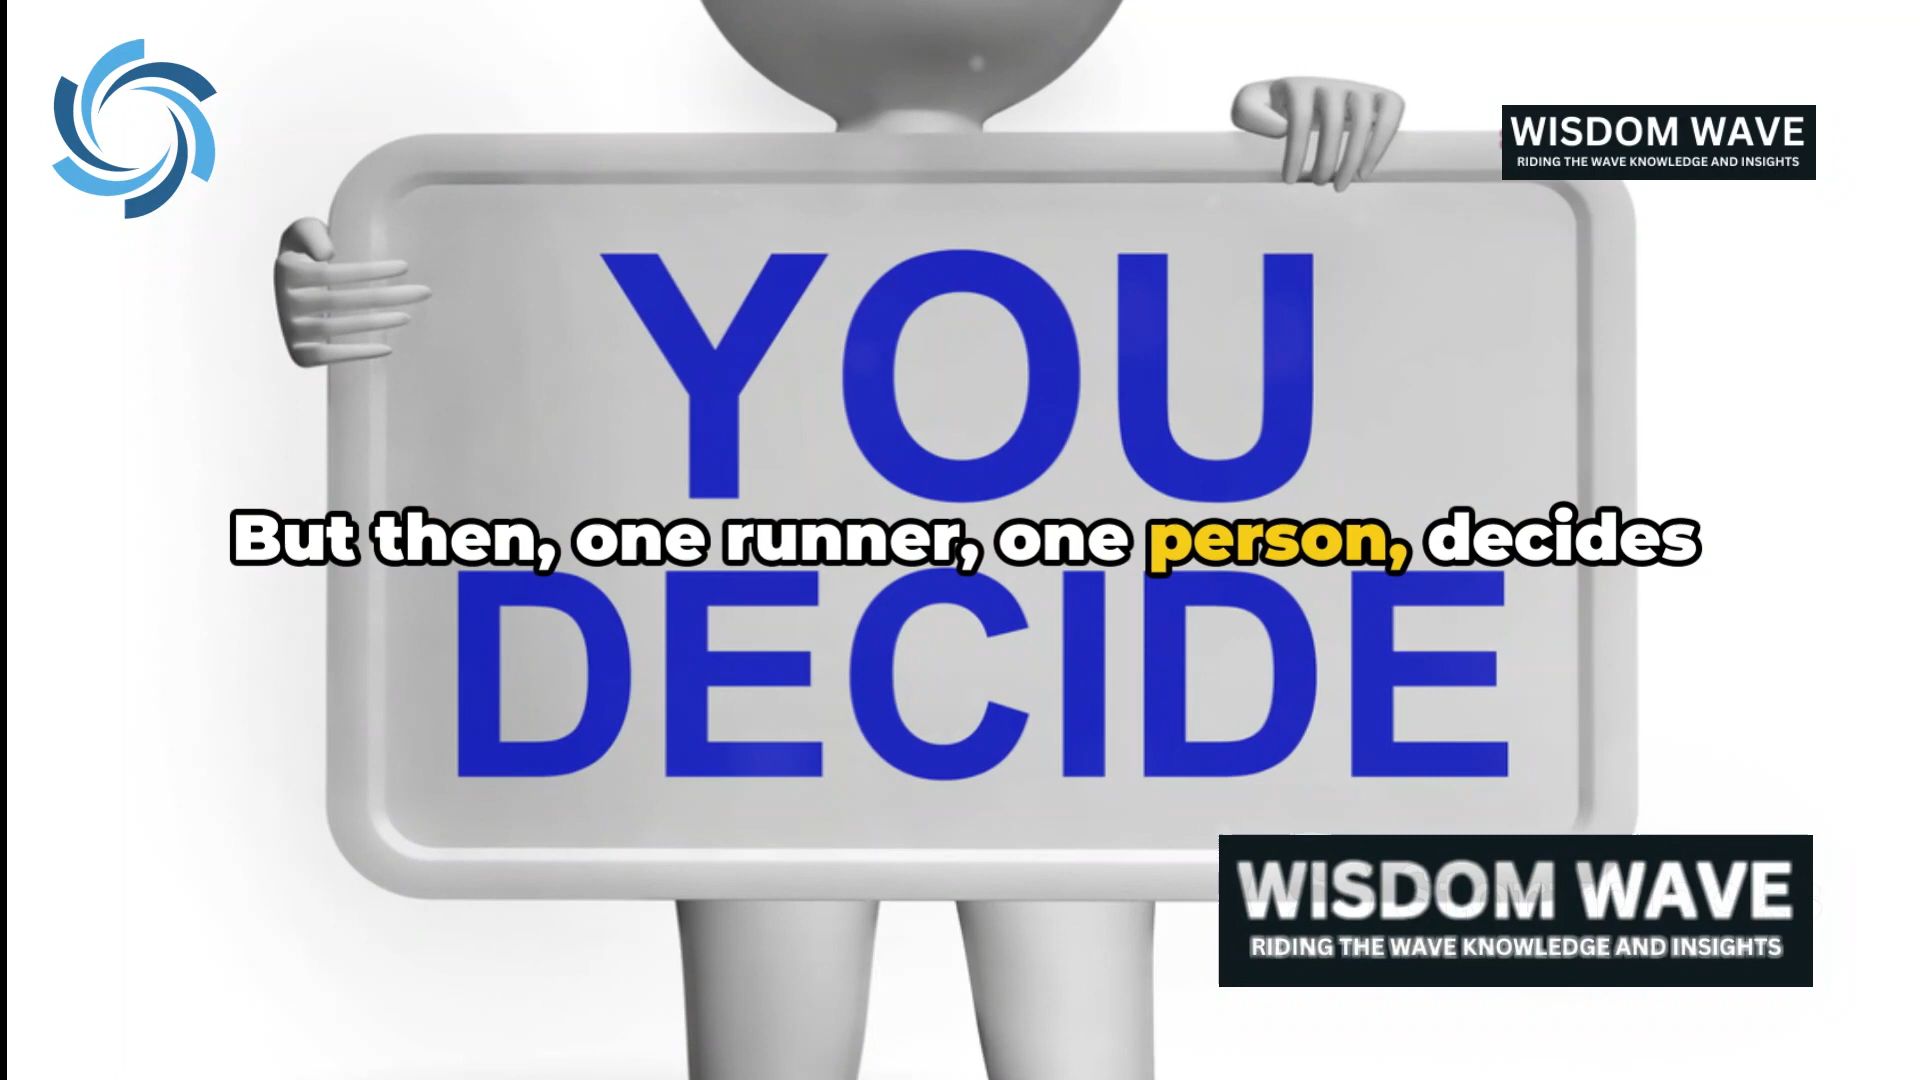 WISDOM WAVE
RIDING THE WAVE KNOWLEDGE AND INSIGHTS
YOU
But then, one runner, one person, decides
DECIDE
WISDOM WAVE
RIDING THE WAVE KNOWLEDGE AND INSIGHTS